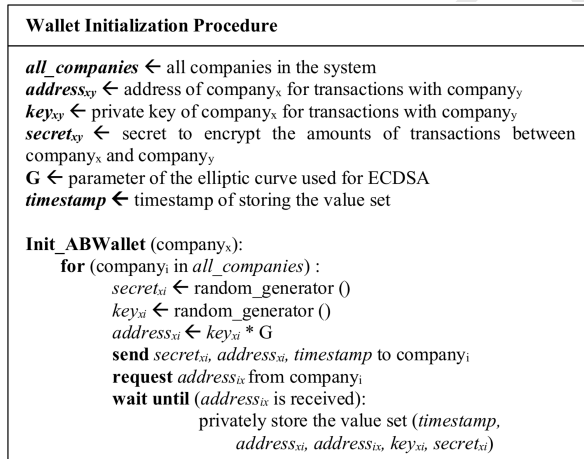 Wallet Initialization Procedure
all_companies ← all companies in the system
addressxy ← address of companyx for transactions with companyy
keyxy ← private key of companyx for transactions with companyy
secretxy ← secret to encrypt the amounts of transactions between
companyx and companyy
G ← parameter of the elliptic curve used for ECDSA
timestamp ← timestamp of storing the value set
Init_ABWallet (companyx):
for (companyi in all_companies) :
secretxi ← random_generator ()
keyxi ← random_generator ()
addressxi ← keyxi * G
send secretxi, addressxi, timestamp to companyi
request addressix from companyi
wait until (addressix is received):
privately store the value set (timestamp,
addressxi, addressix, keyxi, secretxi)